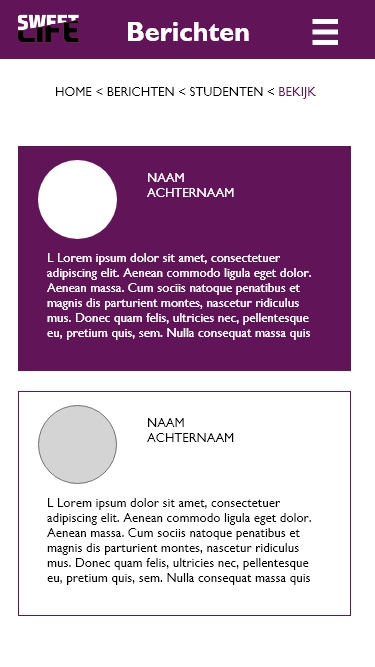 SWEET
LIFE
Berichten
HOME < BERICHTEN < STUDENTEN < BEKIJK
NAAM
ACHTERNAAM
L Lorem ipsum dolor sit amet, consectetuer
adipiscing elit. Aenean commodo ligula eget dolor.
Aenean massa. Cum sociis natoque penatibus et
magnis dis parturient montes, nascetur ridiculus
mus. Donec quam felis, ultricies nec, pellentesque
eu, pretium quis, sem. Nulla consequat massa quis
NAAM
ACHTERNAAM
L Lorem ipsum dolor sit amet, consectetuer
adipiscing elit. Aenean commodo ligula eget dolor.
Aenean massa. Cum sociis natoque penatibus et
magnis dis parturient montes, nascetur ridiculus
mus. Donec quam felis, ultricies nec, pellentesque
eu, pretium quis, sem. Nulla consequat massa quis